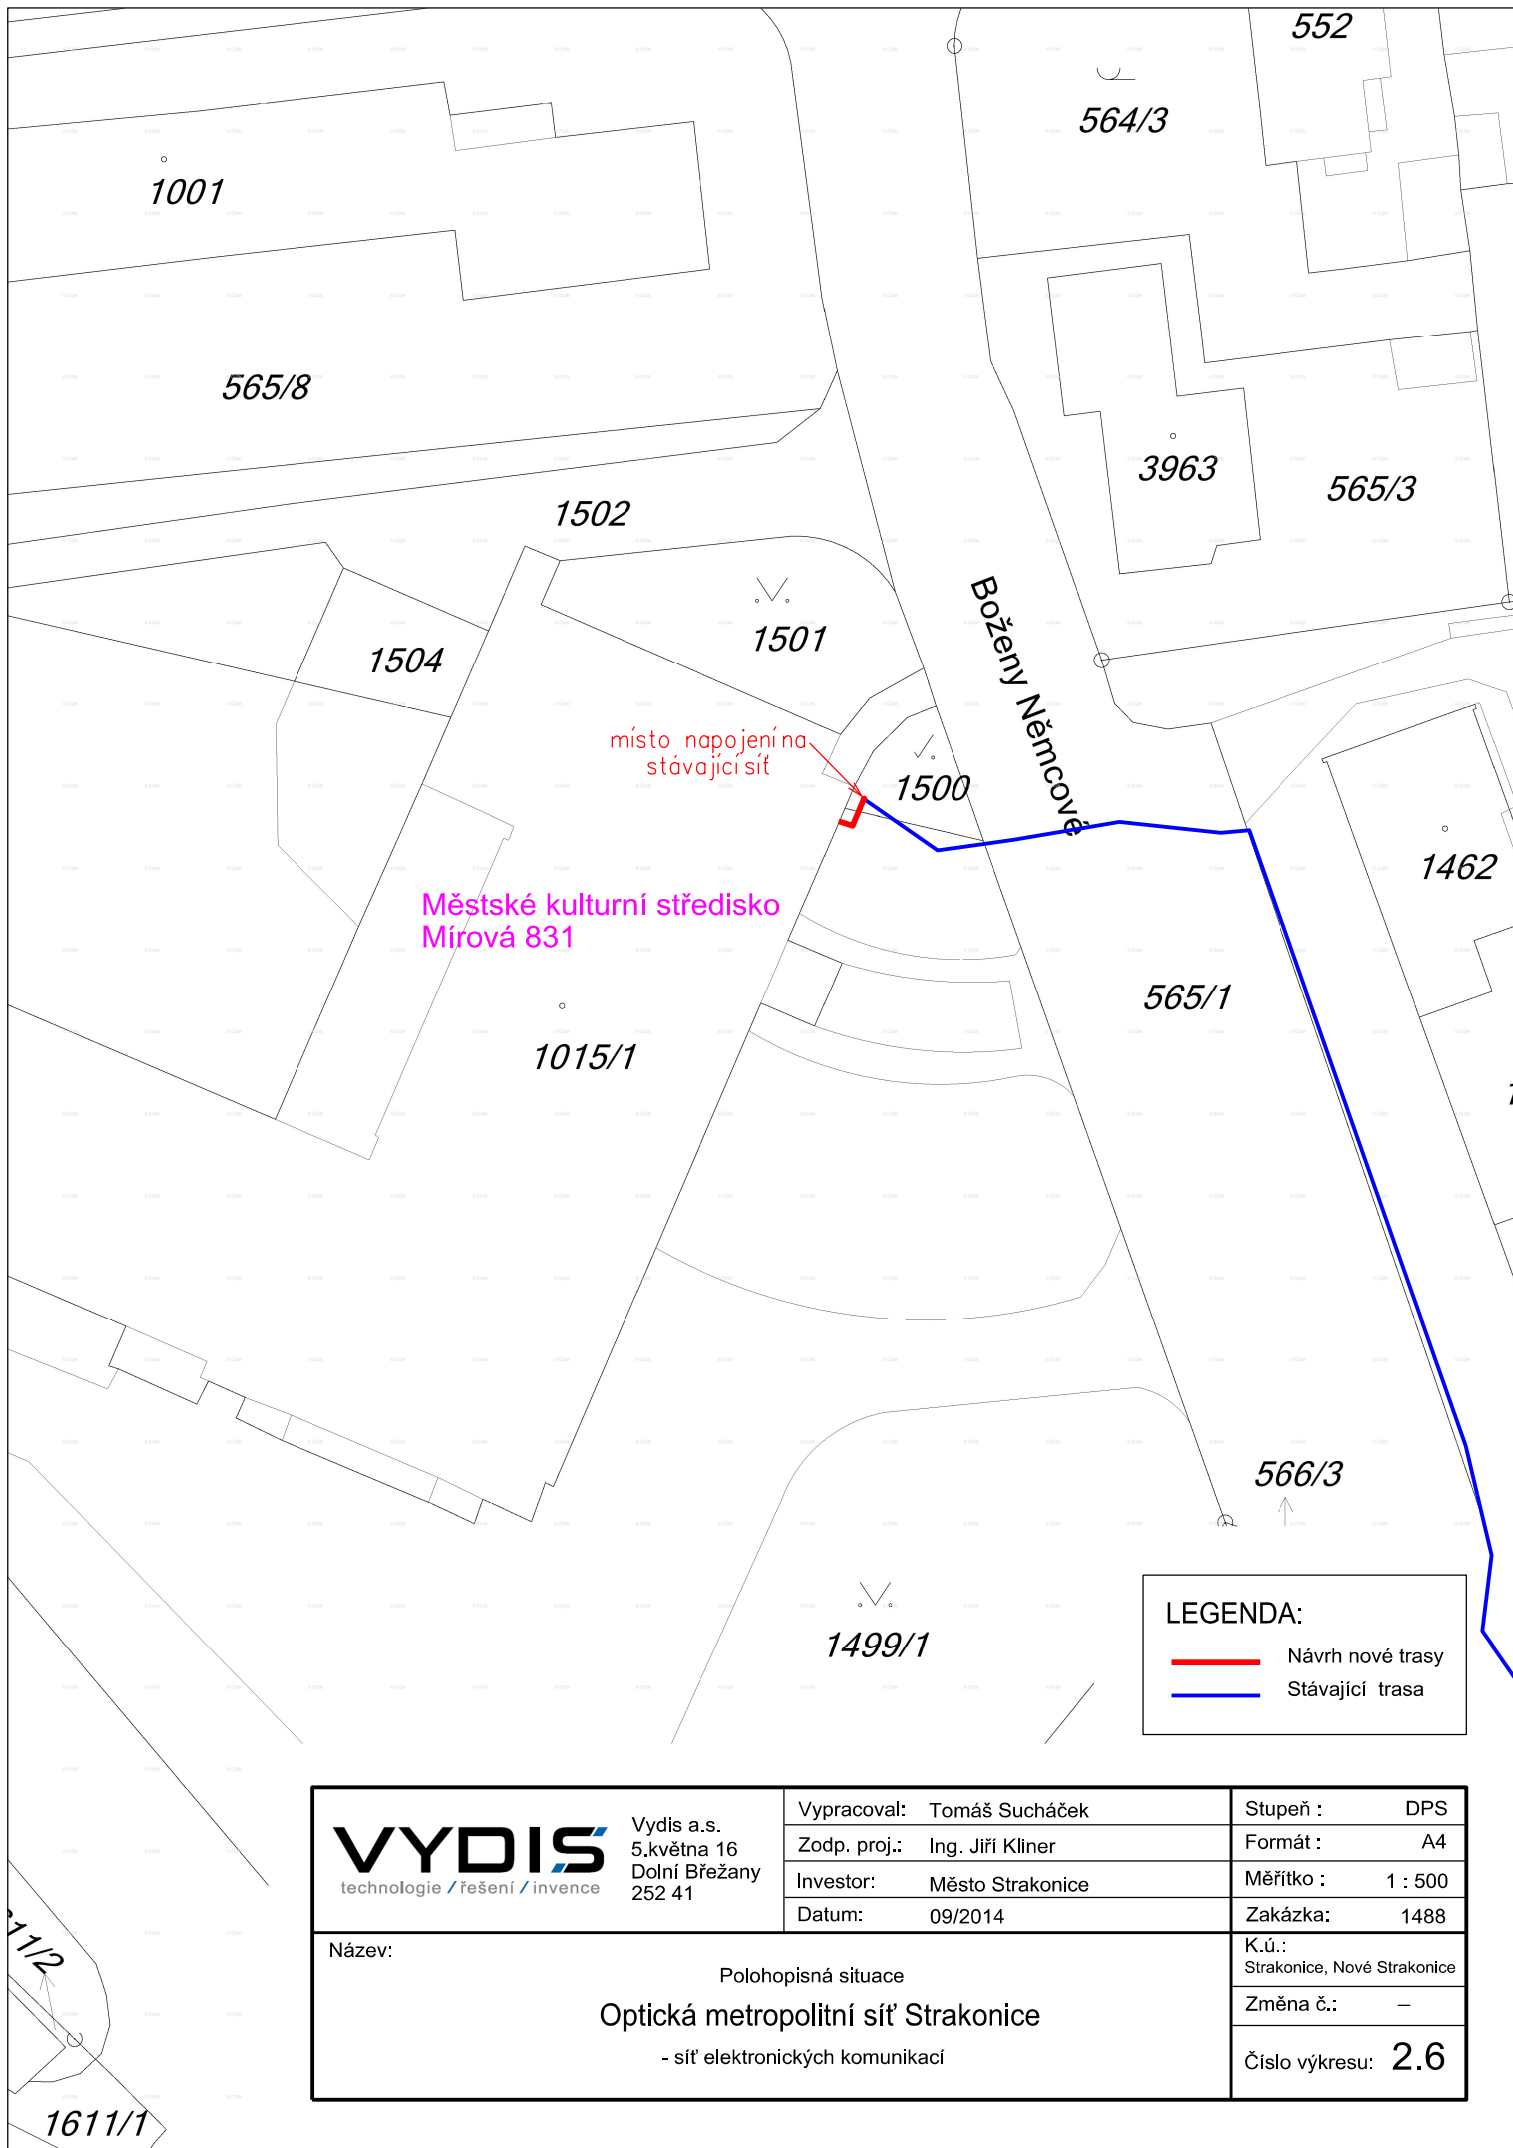 552
564/3
1001
565/8
3963
565/3
1502
1501
1504
Boženy Němcové
místo napojení na
stávající síť
1500
1462
Městské kulturní středisko
Mírová 831
565/1
1015/1
566/3
1499/1
LEGENDA:
Návrh nové trasy
Stávající trasa
VYDIS
technologie / řešení / invence
Vydis a.s.
5.května 16
Dolní Břežany
252 41
Vypracoval: Tomáš Sucháček
Zodp. proj.: Ing. Jiří Kliner
Investor: Město Strakonice
Datum: 09/2014
Stupeň : DPS
Formát : A4
Měřítko : 1 : 500
Zakázka: 1488
Název:
Polohopisná situace
Optická metropolitní síť Strakonice
- síť elektronických komunikací
K.ú.:
Strakonice, Nové Strakonice
Změna č.: –
Číslo výkresu: 2.6
11/2
1611/1